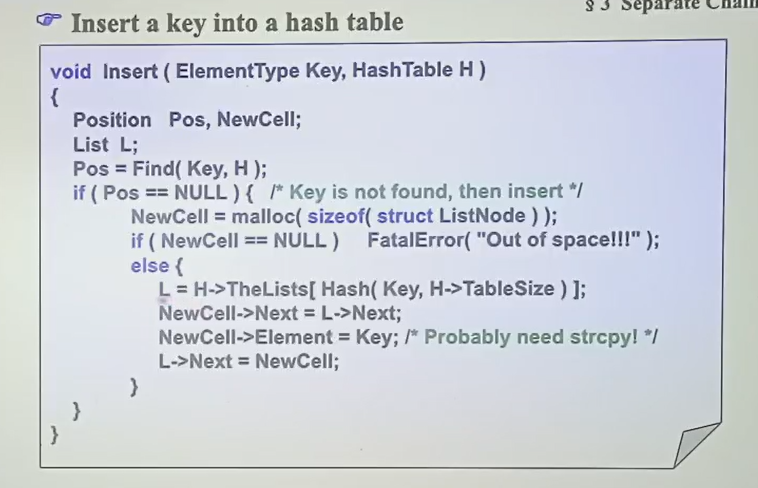 § 3 Separate
☞ Insert a key into a hash table
void Insert ( ElementType Key, HashTable H )
{
Position Pos, NewCell;
List L;
Pos = Find( Key, H );
if ( Pos == NULL ) { /* Key is not found, then insert */
NewCell = malloc( sizeof( struct ListNode ) );
if ( NewCell == NULL ) FatalError( "Out of space!!!" );
else {
L = H->TheLists[ Hash( Key, H->TableSize ) ];
NewCell->Next = L->Next;
NewCell->Element = Key; /* Probably need strcpy! */
L->Next = NewCell;
}
}
}